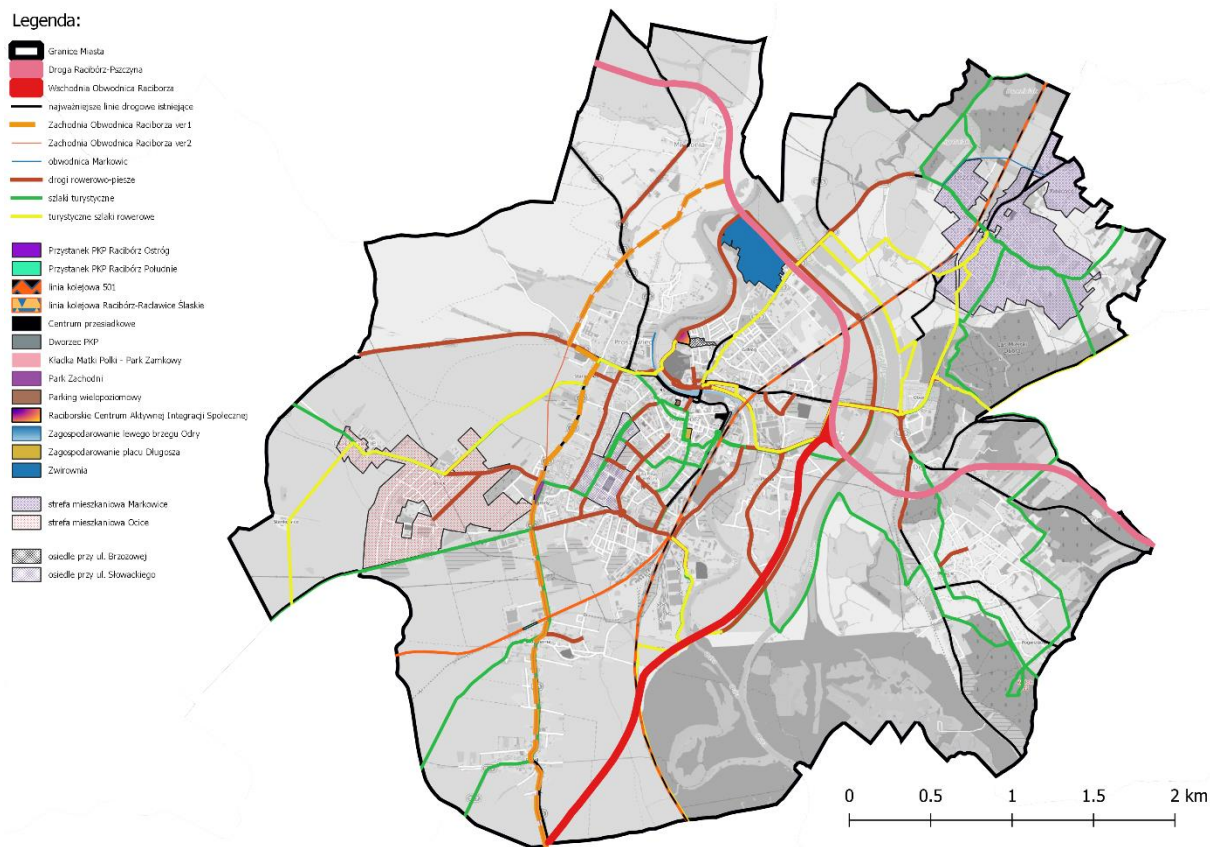 Legenda:
Granice Miasta
Droga Racibórz-Pszczyna
Wschodnia Obwodnica Raciborza
najważniejsze linie drogowe istniejące
Zachodnia Obwodnica Raciborza ver1
Zachodnia Obwodnica Raciborza ver2
obwodnica Markowic
drogi rowerowo-piesze
szlaki turystyczne
turystyczne szlaki rowerowe
Przystanek PKP Racibórz Ostróg
Przystanek PKP Racibórz Południe
linia kolejowa 501
linia kolejowa Racibórz-Racławice Śląskie
Centrum przesiadkowe
Dworzec PKP
Kładka Matki Polki - Park Zamkowy
Park Zachodni
Parking wielopoziomowy
Raciborskie Centrum Aktywnej Integracji Społecznej
Zagospodarowanie lewego brzegu Odry
Zagospodarowanie placu Długosza
Żwirownia
strefa mieszkaniowa Markowice
strefa mieszkaniowa Ocice
osiedle przy ul. Brzozowej
osiedle przy ul. Słowackiego
0 0.5 1 1.5 2 km